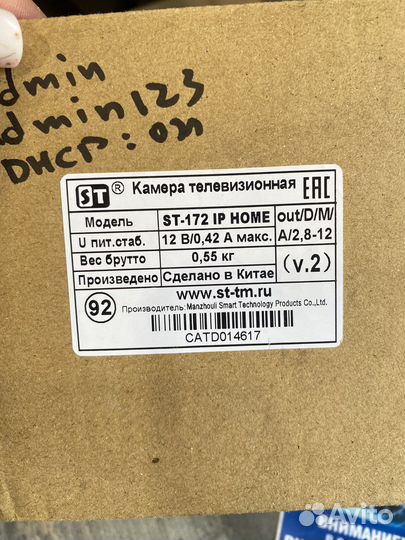 dmin
dmin123
DHCP: on
ST ® Камера телевизионная EAC
Модель ST-172 IP HOME out/D/M/
U пит.стаб. 12 В/0,42 А макс. A/2,8-12
Вес брутто 0,55 кг (v.2)
Произведено Сделано в Китае
www.st-tm.ru
92 Производитель: Manzhouli Smart Technology Products Co.,Ltd.
CATD014617
ВНИМАНИЕ
Avito